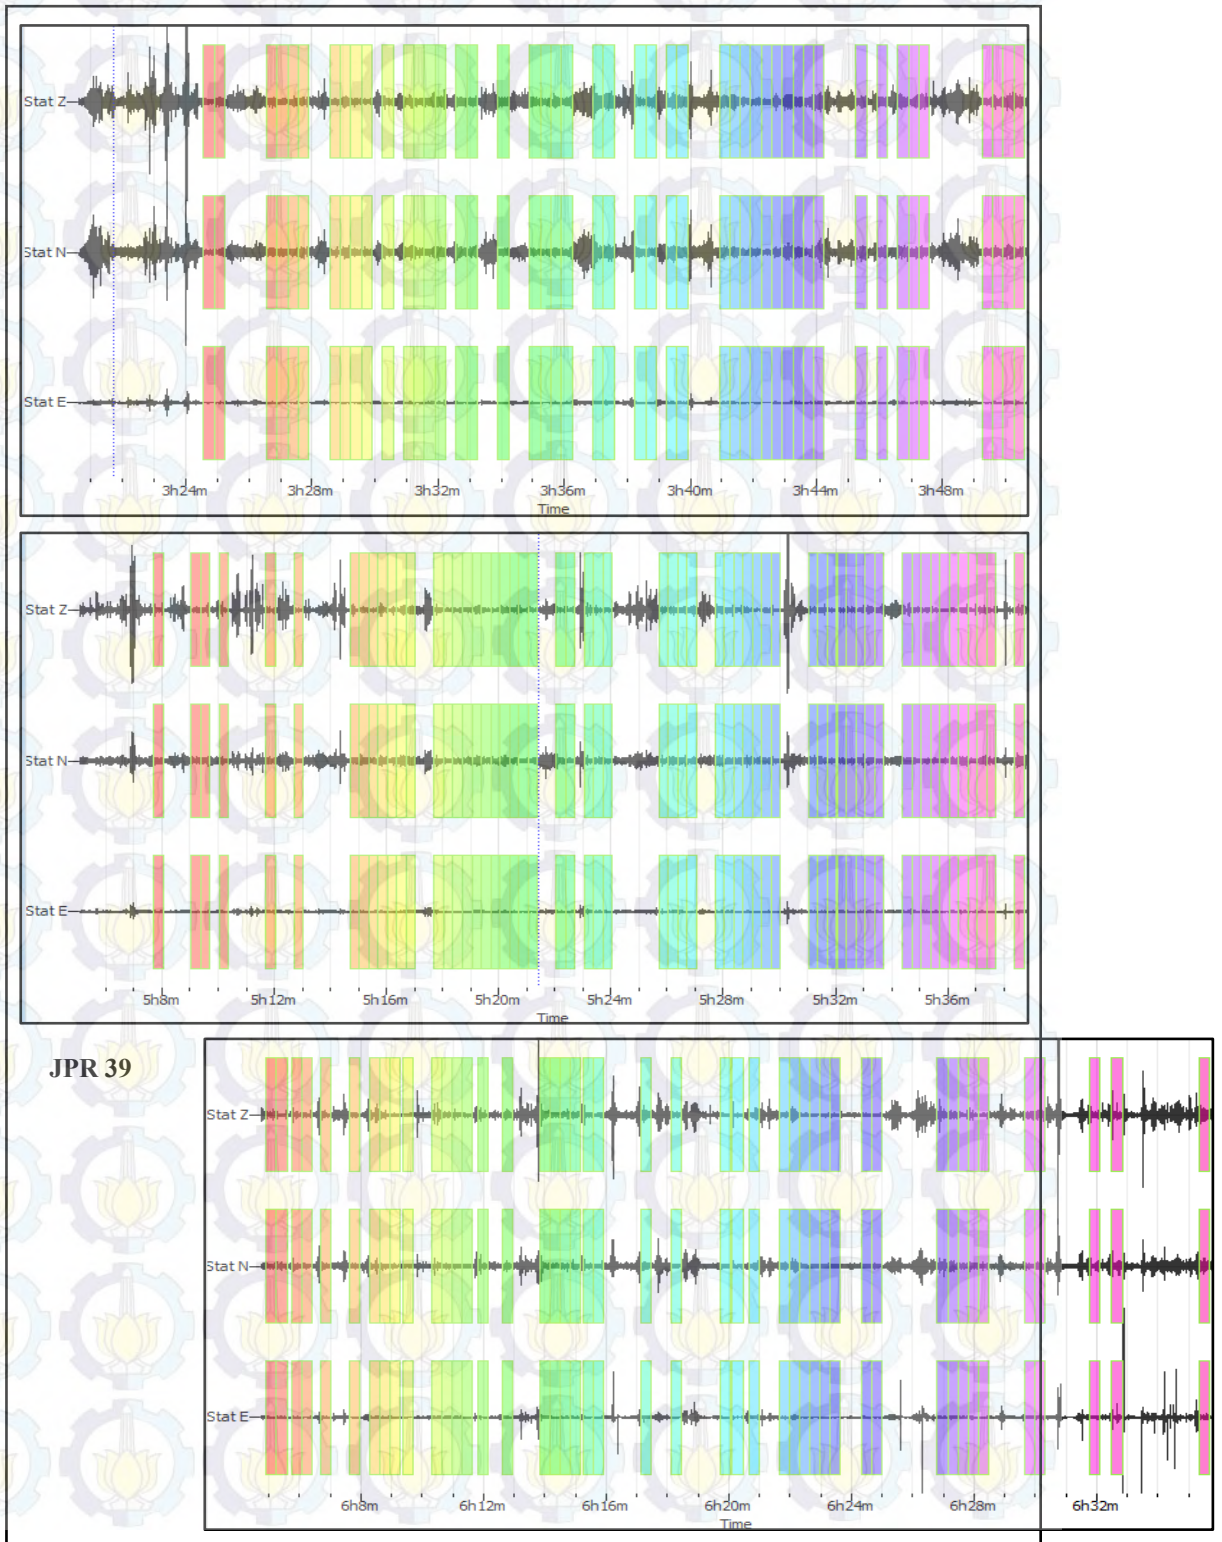 Stat Z
Stat N
Stat E
3h24m 3h28m 3h32m 3h36m 3h40m 3h44m 3h48m
Time
Stat Z
Stat N
Stat E
5h8m 5h12m 5h16m 5h20m 5h24m 5h28m 5h32m 5h36m
Time
JPR 39
Stat Z
Stat N
Stat E
6h8m 6h12m 6h16m 6h20m 6h24m 6h28m 6h32m
Time